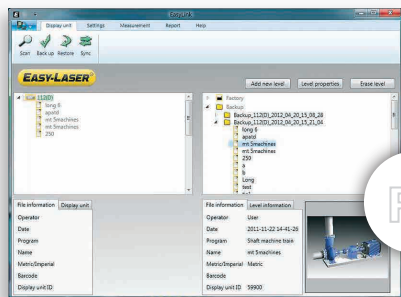 EasyLink
Display unit Settings Measurement Report Help
Scan Back up Restore Sync
EASY-LASER®
Add new level Level properties Erase level
112(D)
long 6
apatd
mt 5machines
mt 5machines
250
Factory
Backup
Backup_112(D)_2012_04_20_15_08_28
Backup_112(D)_2012_04_20_15_21_04
long 6
apatd
mt 5machines
mt 5machines
250
a
b
Long
test
File information Display unit
Operator
Date
Program
Name
Metric/Imperial
Barcode
Display unit ID
File information Level information
Operator User
Date 2011-11-22 14-41-26
Program Shaft machine train
Name mt 5machines
Metric/Imperial Metric
Barcode
Display unit ID 59900